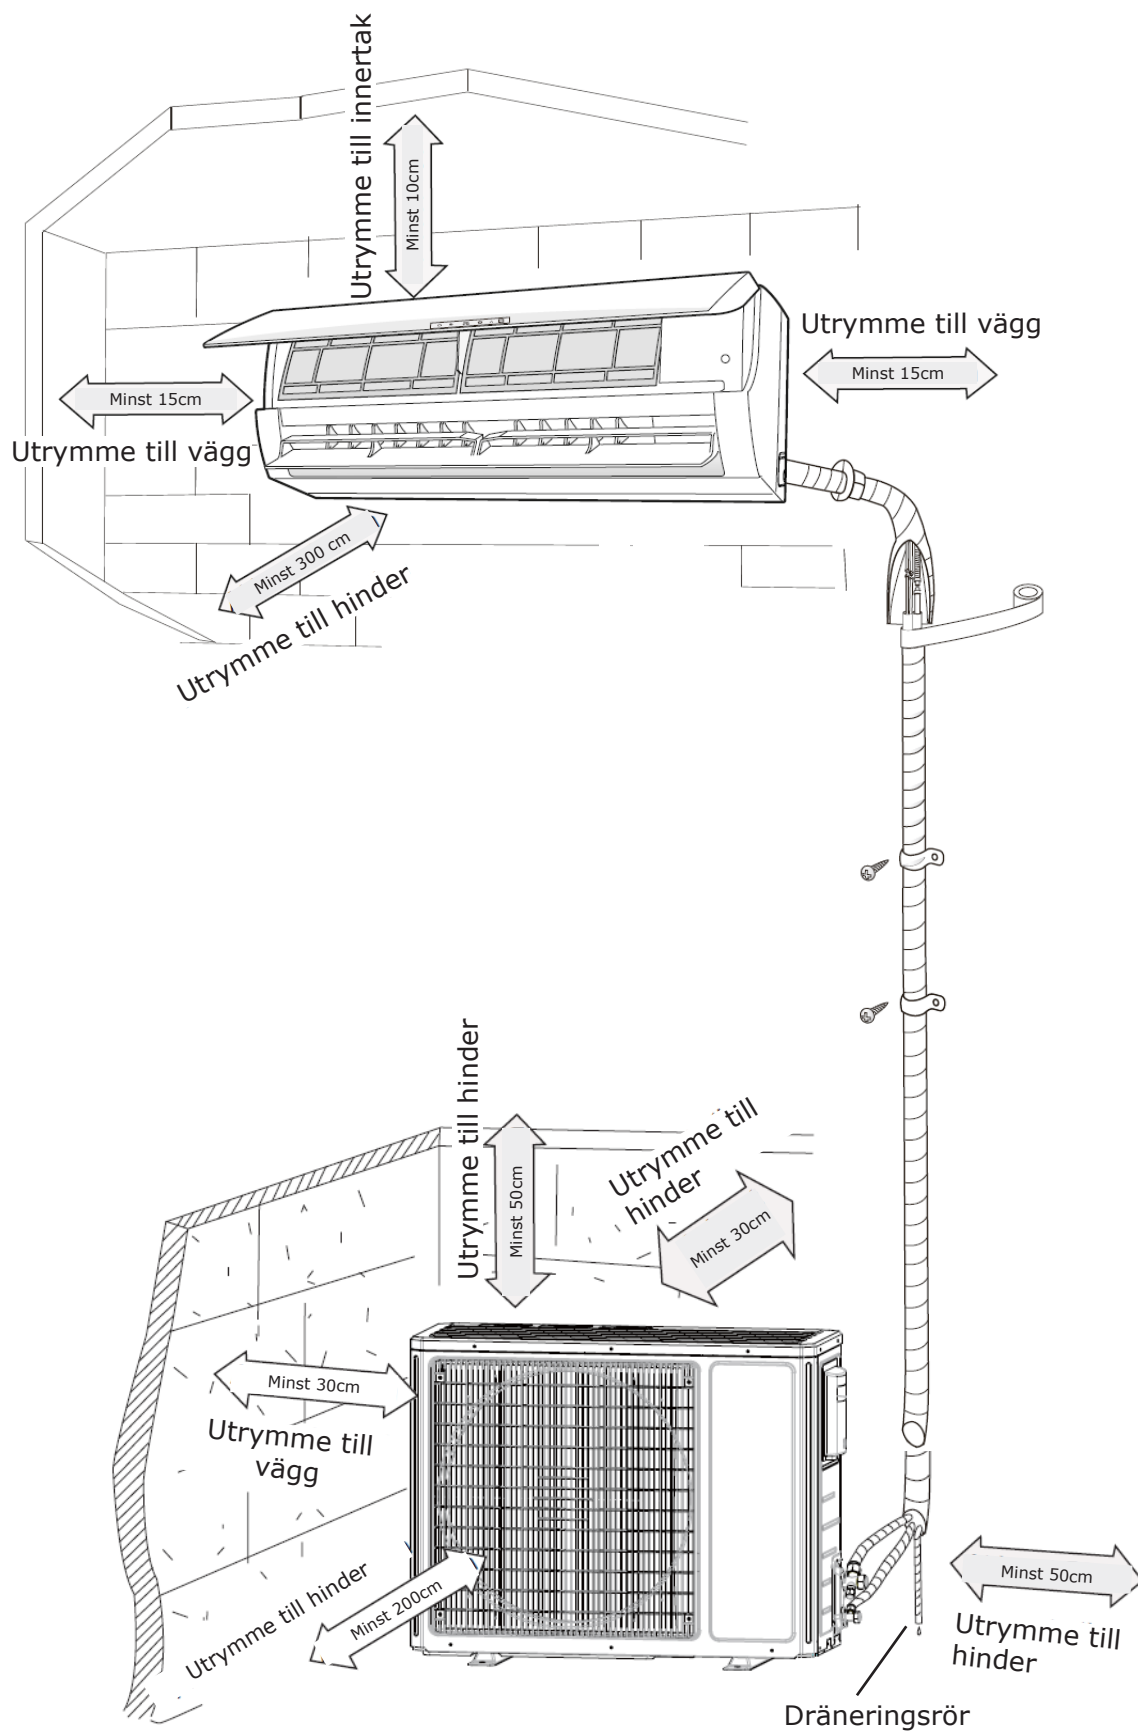 Utrymme till innertak
Minst 10cm
Utrymme till vägg
Minst 15cm
Minst 15cm
Utrymme till vägg
Minst 300 cm
Utrymme till hinder
Utrymme till hinder
Minst 50cm
Utrymme till
hinder
Minst 30cm
Minst 30cm
Utrymme till
vägg
Utrymme till hinder
Minst 200cm
Minst 50cm
Utrymme till
hinder
Dräneringsrör